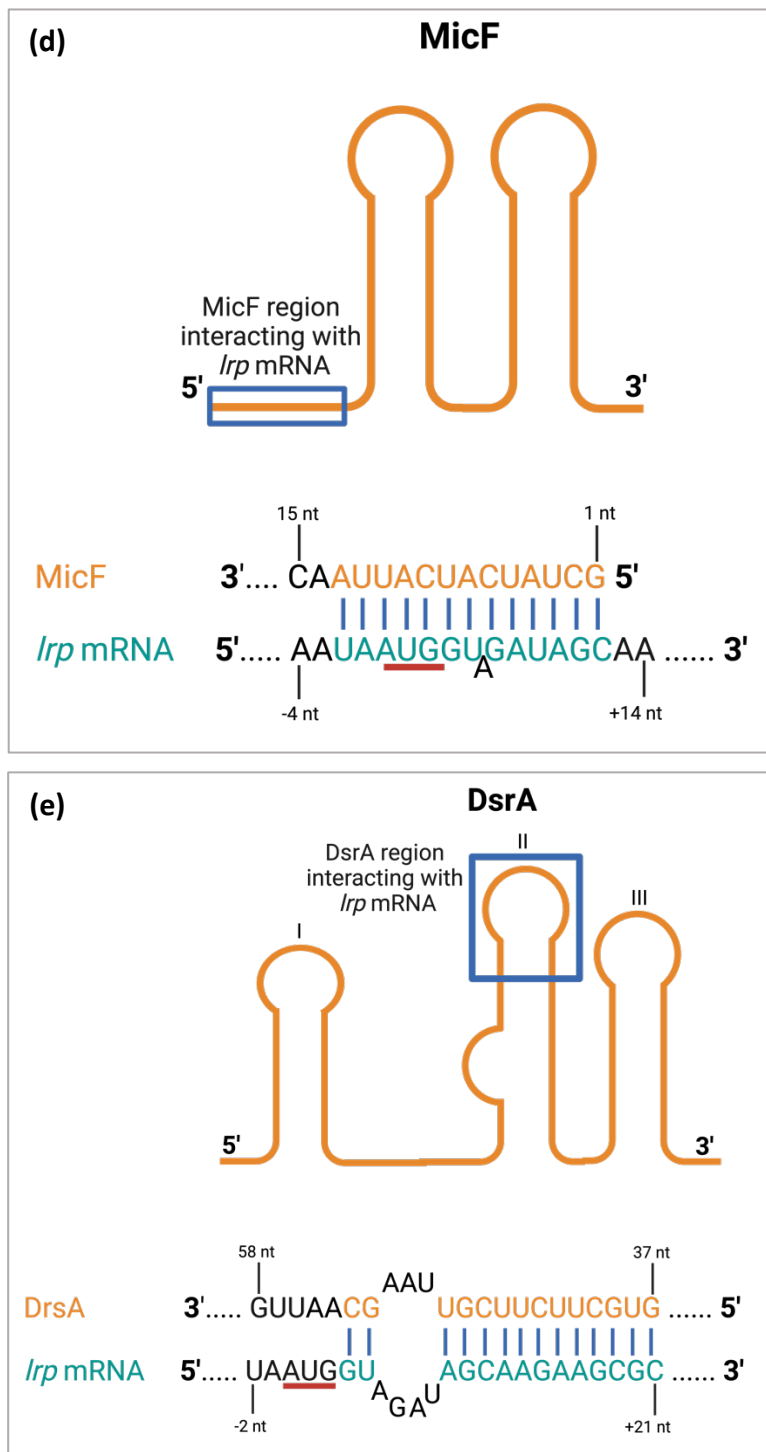 (d)
MicF
MicF region
interacting with
lrp mRNA
5'
3'
15 nt
1 nt
MicF
3'.... CAAUUACUACUAUCG 5'
lrp mRNA
5'..... AAUAAUGGUGAUAGCAA ...... 3'
A
-4 nt
+14 nt
(e)
DsrA
DsrA region
interacting with
lrp mRNA
I
II
III
5'
3'
58 nt
37 nt
DrsA
3'..... GUUAACG AAU UGCUUCUUCGUG ...... 5'
lrp mRNA
5'..... UAAUGGU AGAU AGCAAGAAGCGC ...... 3'
-2 nt
+21 nt